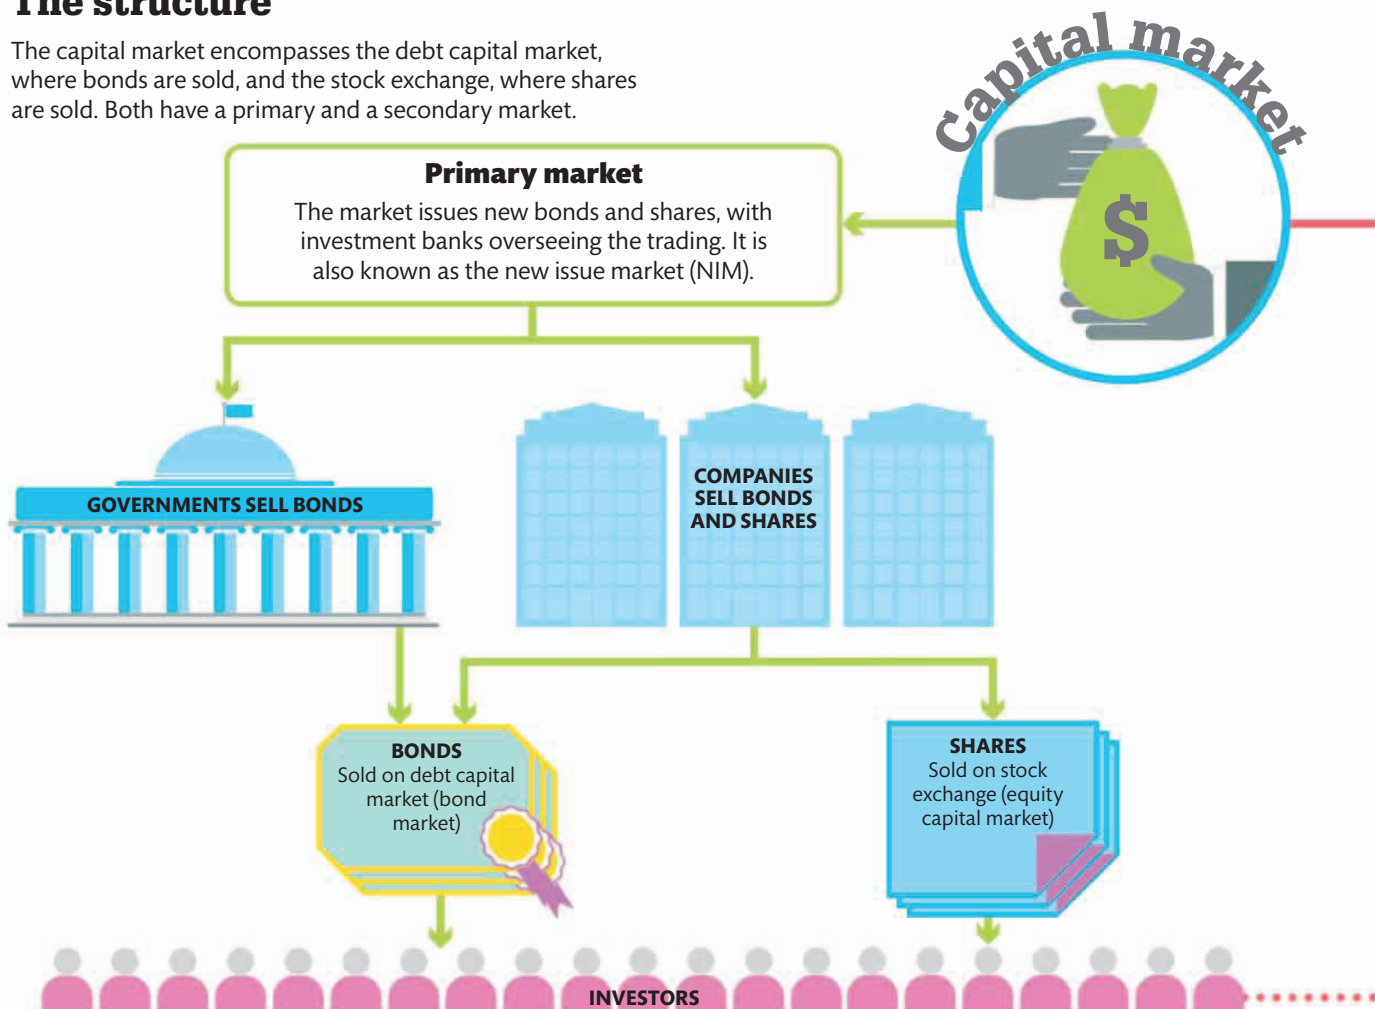 The structure
The capital market encompasses the debt capital market,
where bonds are sold, and the stock exchange, where shares
are sold. Both have a primary and a secondary market.
Capital market
$
Primary market
The market issues new bonds and shares, with
investment banks overseeing the trading. It is
also known as the new issue market (NIM).
GOVERNMENTS SELL BONDS
COMPANIES
SELL BONDS
AND SHARES
BONDS
Sold on debt capital
market (bond
market)
SHARES
Sold on stock
exchange (equity
capital market)
INVESTORS